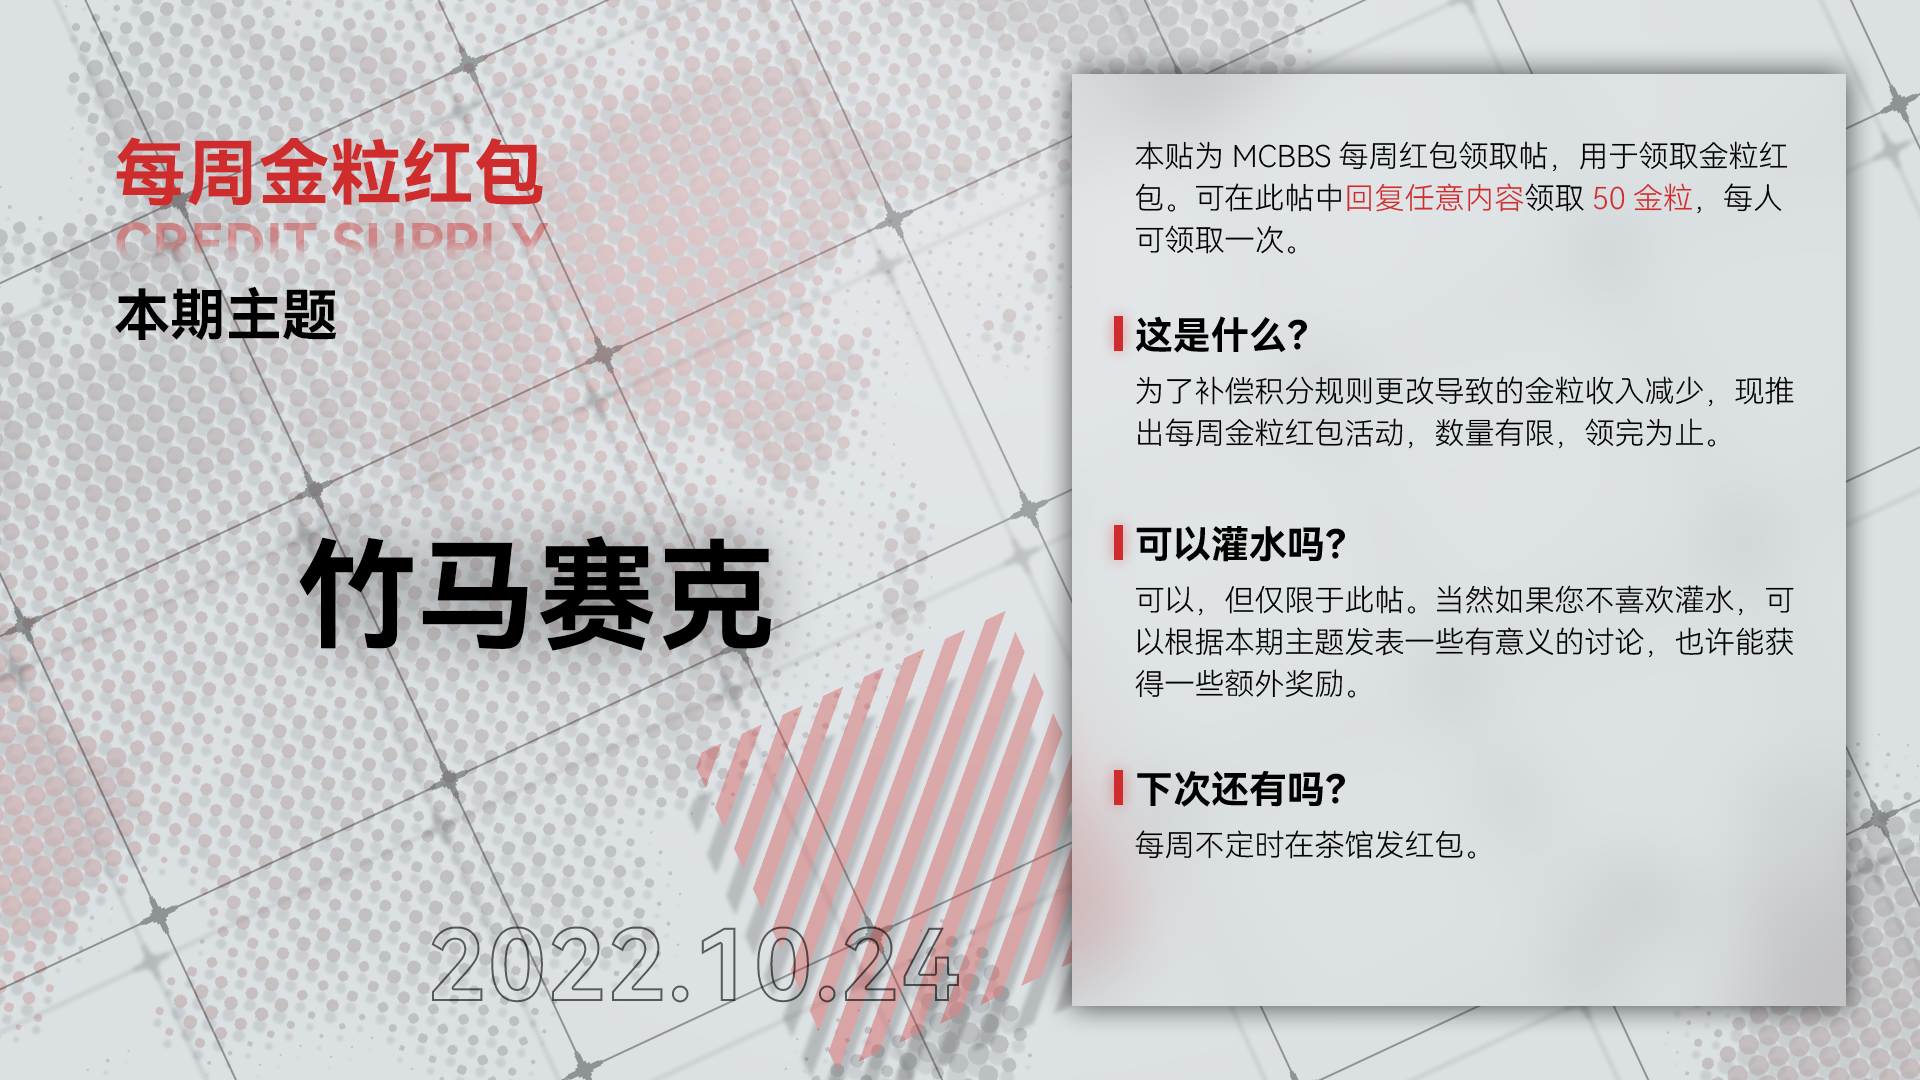 每周金粒红包
CREDIT SUPPLY
本期主题
竹马赛克
2022.10.24
本贴为 MCBBS 每周红包领取帖，用于领取金粒红
包。可在此帖中回复任意内容领取 50 金粒，每人
可领取一次。
这是什么?
为了补偿积分规则更改导致的金粒收入减少，现推
出每周金粒红包活动，数量有限，领完为止。
可以灌水吗?
可以，但仅限于此帖。当然如果您不喜欢灌水，可
以根据本期主题发表一些有意义的讨论，也许能获
得一些额外奖励。
下次还有吗?
每周不定时在茶馆发红包。